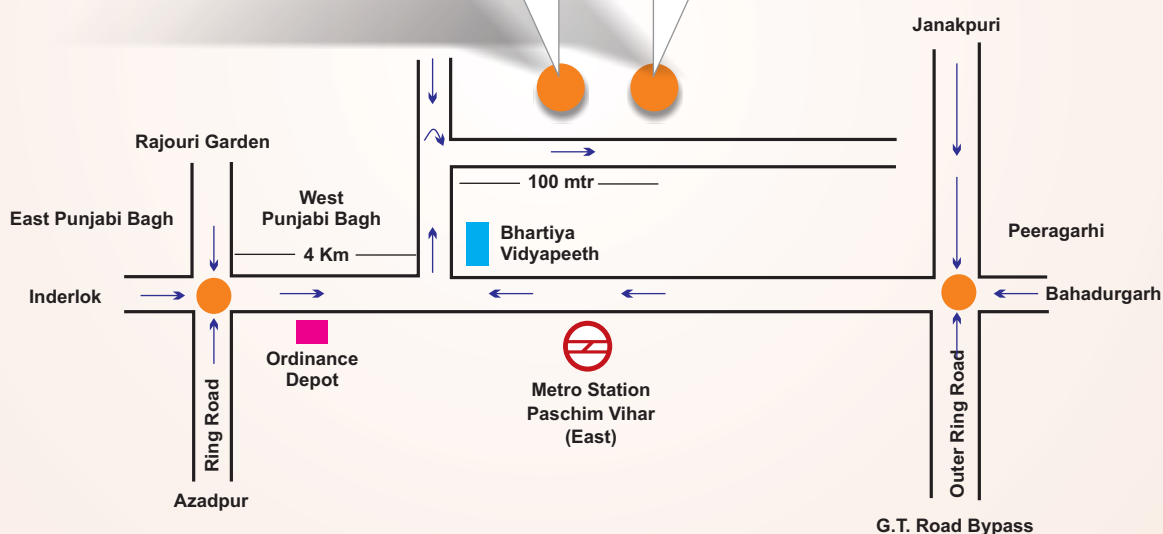 Janakpuri
Rajouri Garden
100 mtr
West
Punjabi Bagh
East Punjabi Bagh
4 Km
Bhartiya
Vidyapeeth
Peeragarhi
Inderlok
Bahadurgarh
Ordinance
Depot
Metro Station
Paschim Vihar
(East)
Ring Road
Outer Ring Road
Azadpur
G.T. Road Bypass